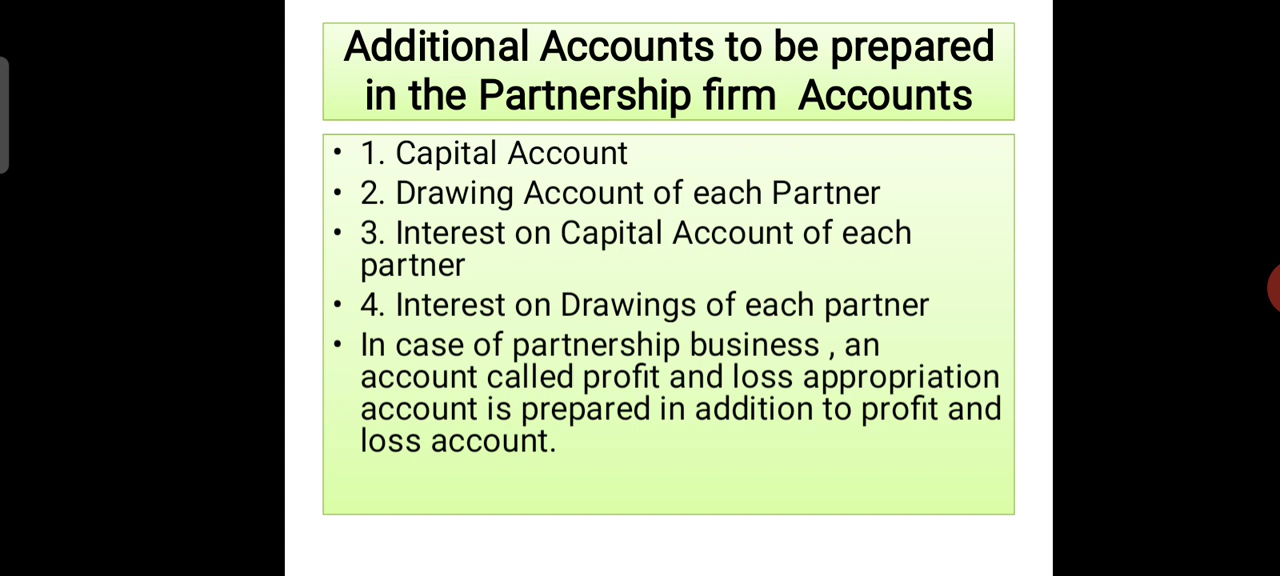 Additional Accounts to be prepared
in the Partnership firm  Accounts
• 1. Capital Account
• 2. Drawing Account of each Partner
• 3. Interest on Capital Account of each
partner
• 4. Interest on Drawings of each partner
• In case of partnership business , an
account called profit and loss appropriation
account is prepared in addition to profit and
loss account.